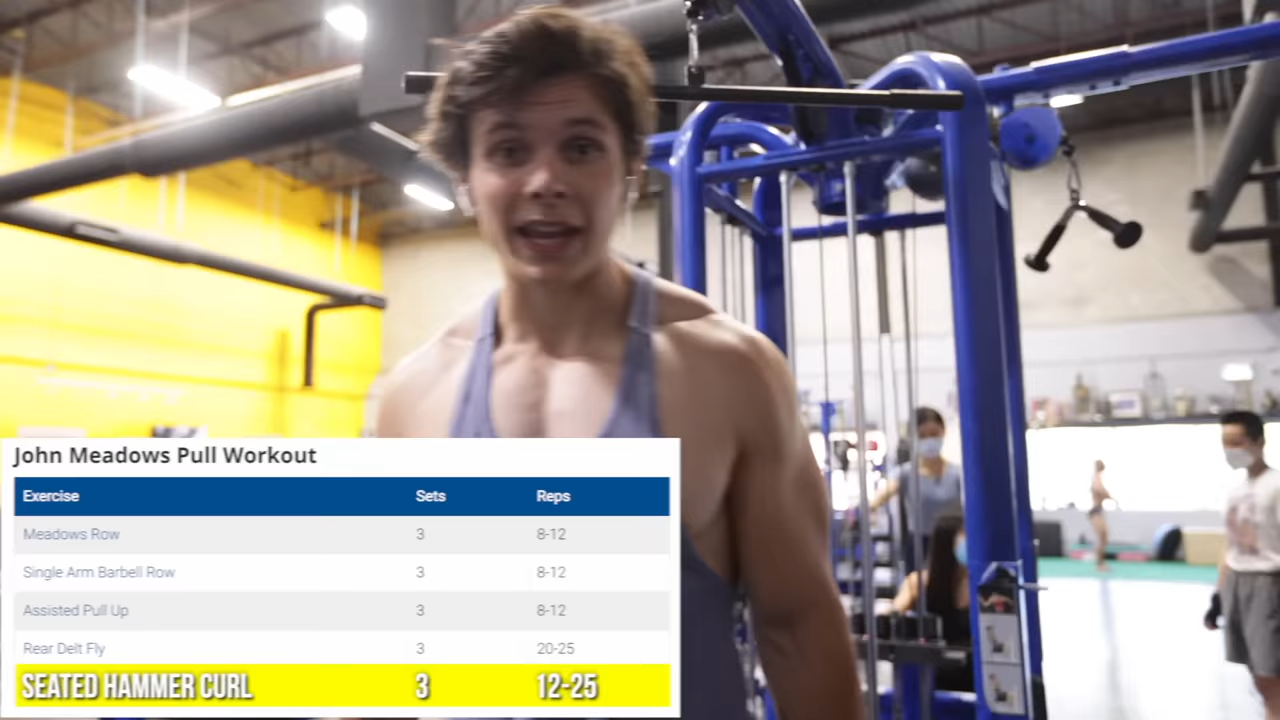 John Meadows Pull Workout
Exercise Sets Reps
Meadows Row 3 8-12
Single Arm Barbell Row 3 8-12
Assisted Pull Up 3 8-12
Rear Delt Fly 3 20-25
SEATED HAMMER CURL 3 12-25